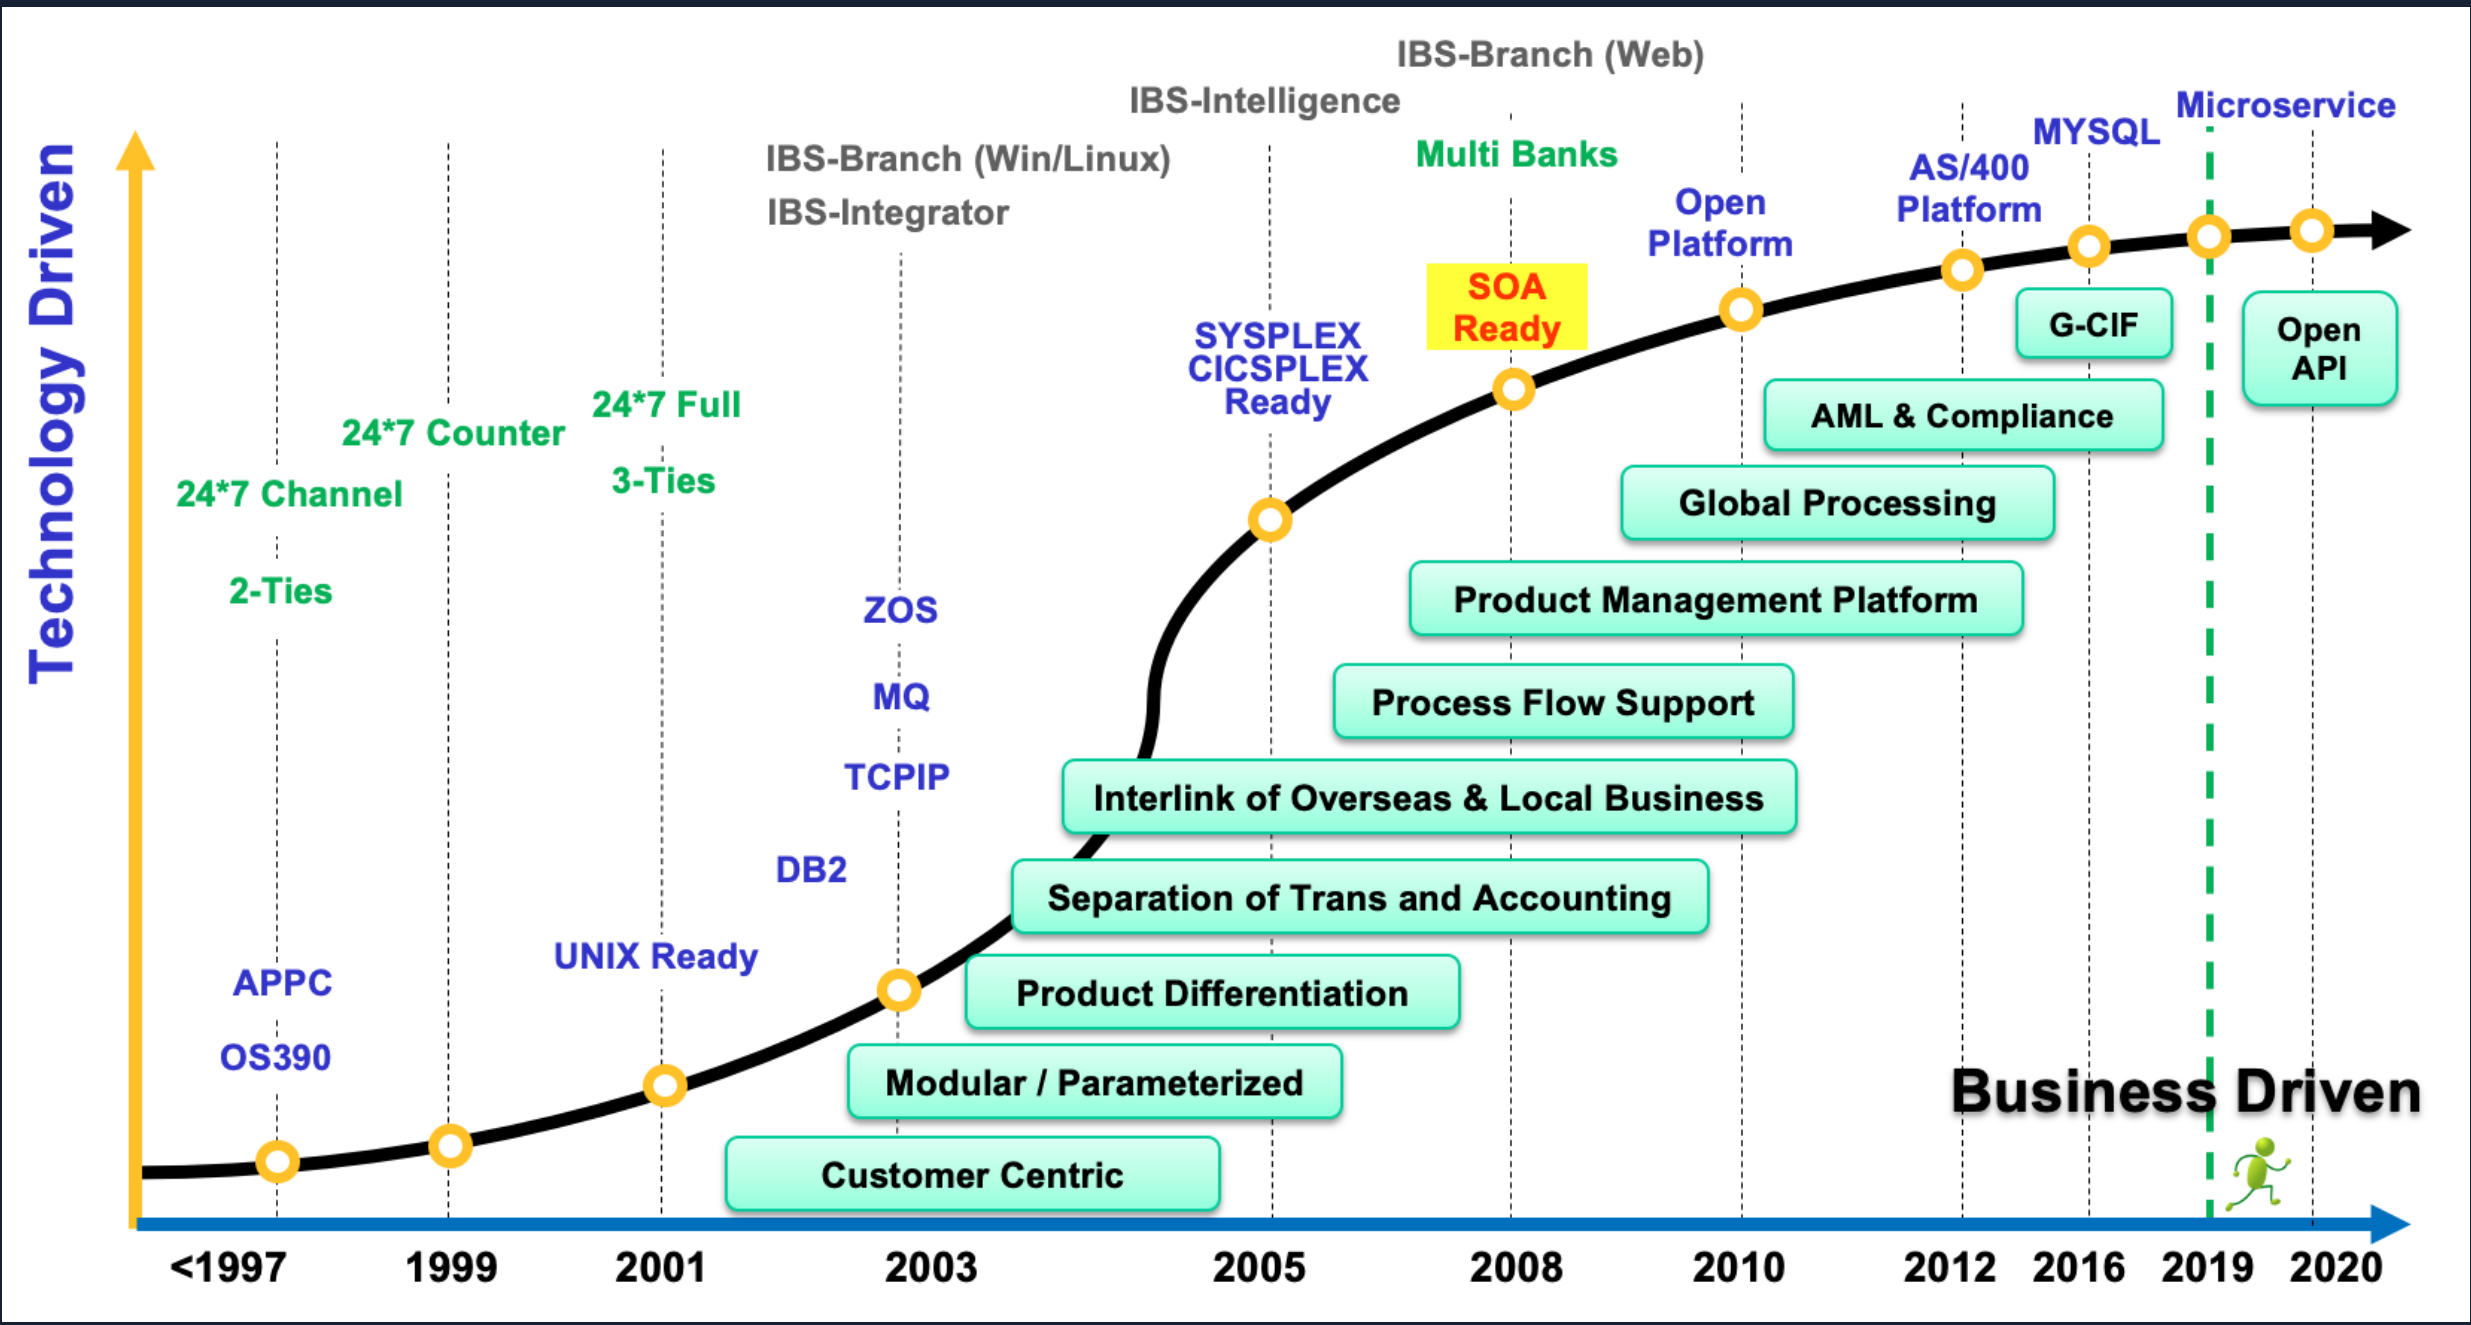 IBS-Branch (Web)
IBS-Intelligence
Microservice
MYSQL
IBS-Branch (Win/Linux)
IBS-Integrator
Multi Banks
AS/400
Platform
Open
Platform
Technology Driven
SOA
Ready
SYSPLEX
CICSPLEX
Ready
G-CIF
Open
API
24*7 Full
24*7 Counter
AML & Compliance
3-Ties
24*7 Channel
Global Processing
2-Ties
ZOS
Product Management Platform
MQ
Process Flow Support
TCPIP
Interlink of Overseas & Local Business
DB2
Separation of Trans and Accounting
UNIX Ready
APPC
Product Differentiation
OS390
Modular / Parameterized
Business Driven
Customer Centric
<1997
1999
2001
2003
2005
2008
2010
2012
2016
2019
2020